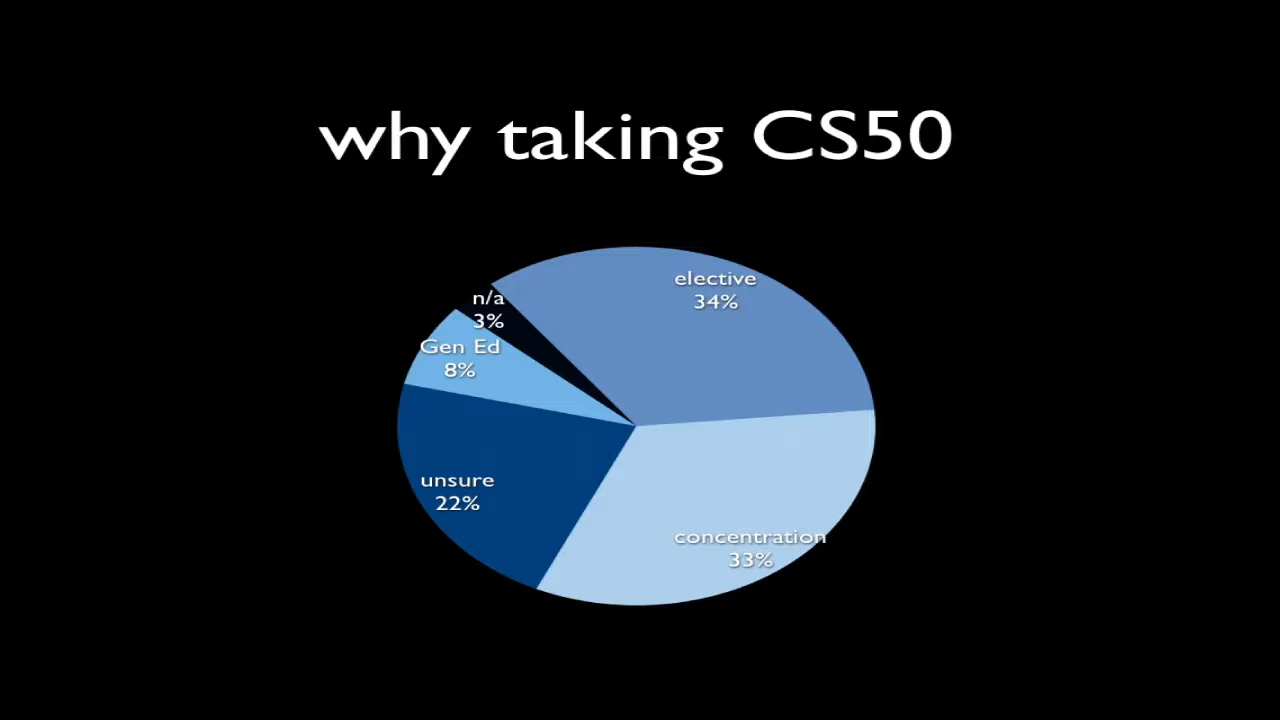 why taking CS50
elective
34%
n/a
3%
Gen Ed
8%
unsure
22%
concentration
33%